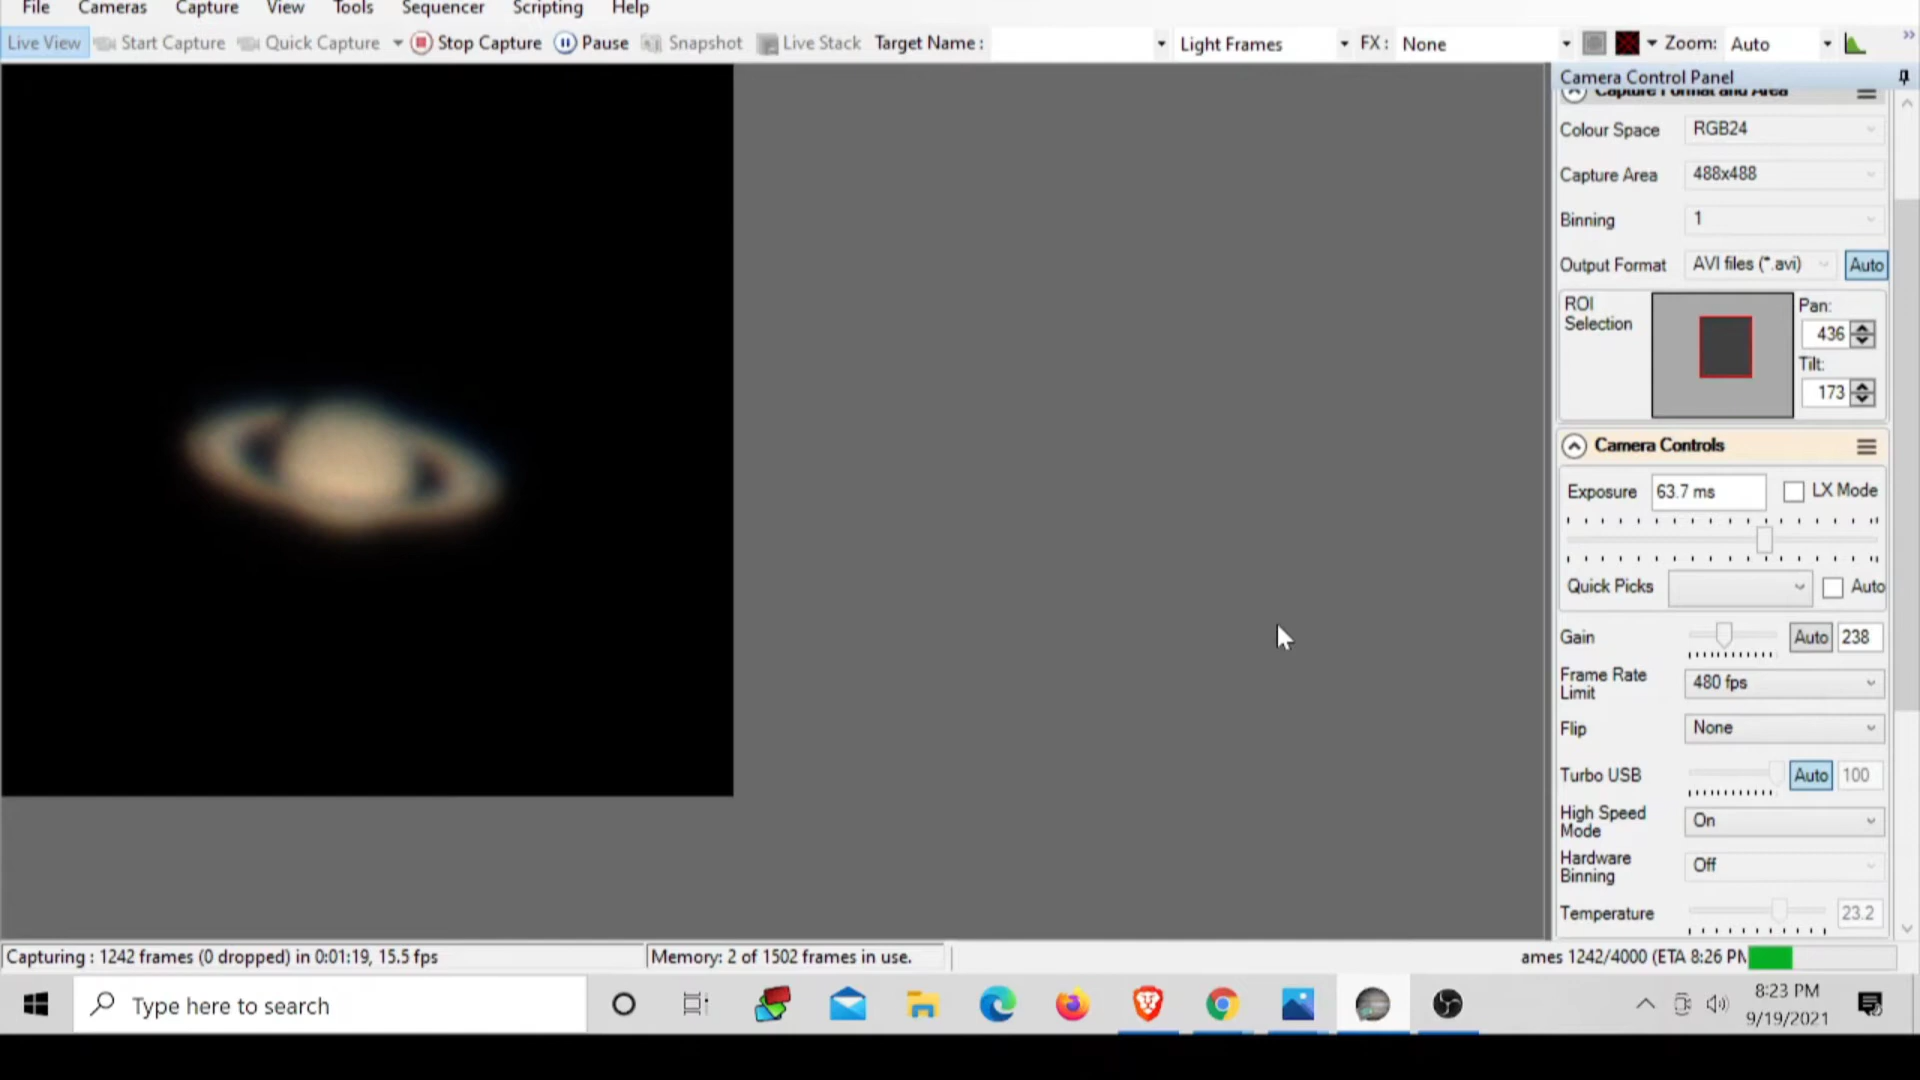 File Cameras Capture View Tools Sequencer Scripting Help
Live View Start Capture Quick Capture Stop Capture Pause Snapshot Live Stack Target Name : Light Frames FX : None Zoom: Auto
Camera Control Panel
Capture Format and Area
Colour Space RGB24
Capture Area 488x488
Binning 1
Output Format AVI files (*.avi) Auto
ROI Selection
Pan:
436
Tilt:
173
Camera Controls
Exposure 63.7 ms LX Mode
Quick Picks Auto
Gain Auto 238
Frame Rate Limit 480 fps
Flip None
Turbo USB Auto 100
High Speed Mode On
Hardware Binning Off
Temperature 23.2
Capturing : 1242 frames (0 dropped) in 0:01:19, 15.5 fps Memory: 2 of 1502 frames in use. ames 1242/4000 (ETA 8:26 PM
Type here to search
8:23 PM
9/19/2021